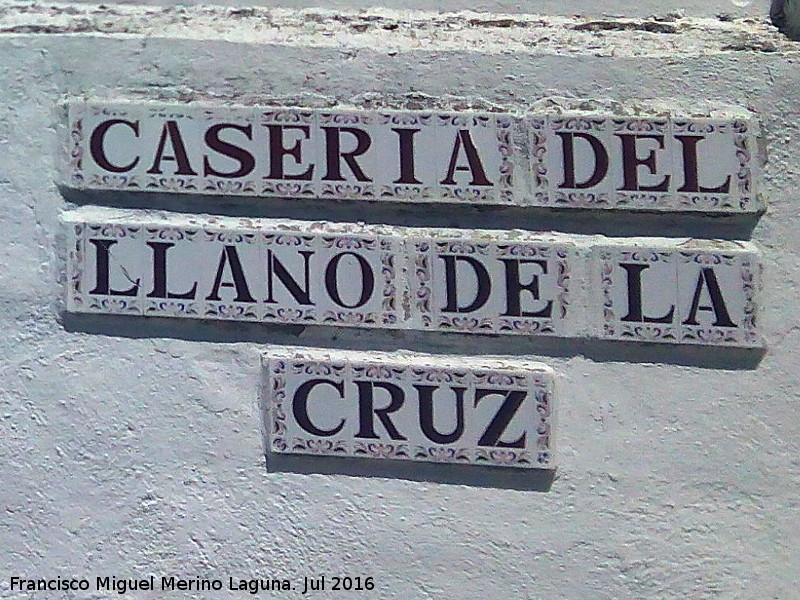 CASERIA DEL
LLANO DE LA
CRUZ
Francisco Miguel Merino Laguna. Jul 2016